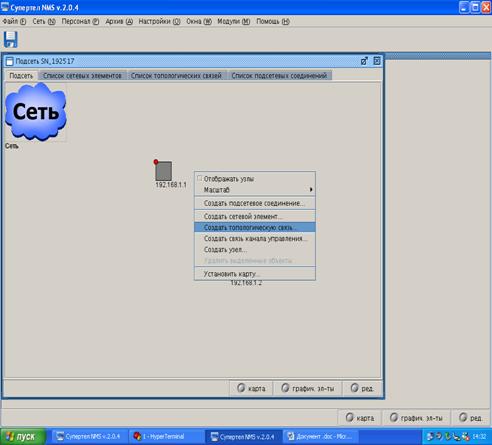 Супертел NMS v.2.0.4
Файл (F) Сеть (N) Персонал (P) Архив (A) Настройки (O) Окна (W) Модули (M) Помощь (H)
Подсеть SN_192517
Подсеть Список сетевых элементов Список топологических связей Список подсетевых соединений
Сеть
Сеть
192.168.1.1
Отображать узлы
Масштаб
Создать подсетевое соединение...
Создать сетевой элемент...
Создать топологическую связь...
Создать связь канала управления...
Создать узел...
Удалить выделенные объекты
Установить карту...
192.168.1.2
карта графич. эл-ты ред.
карта графич. эл-ты ред.
пуск Супертел NMS v.2.0.4 1 - HyperTerminal Супертел NMS v.2.0.4 Документ .doc - Micr... 14:32